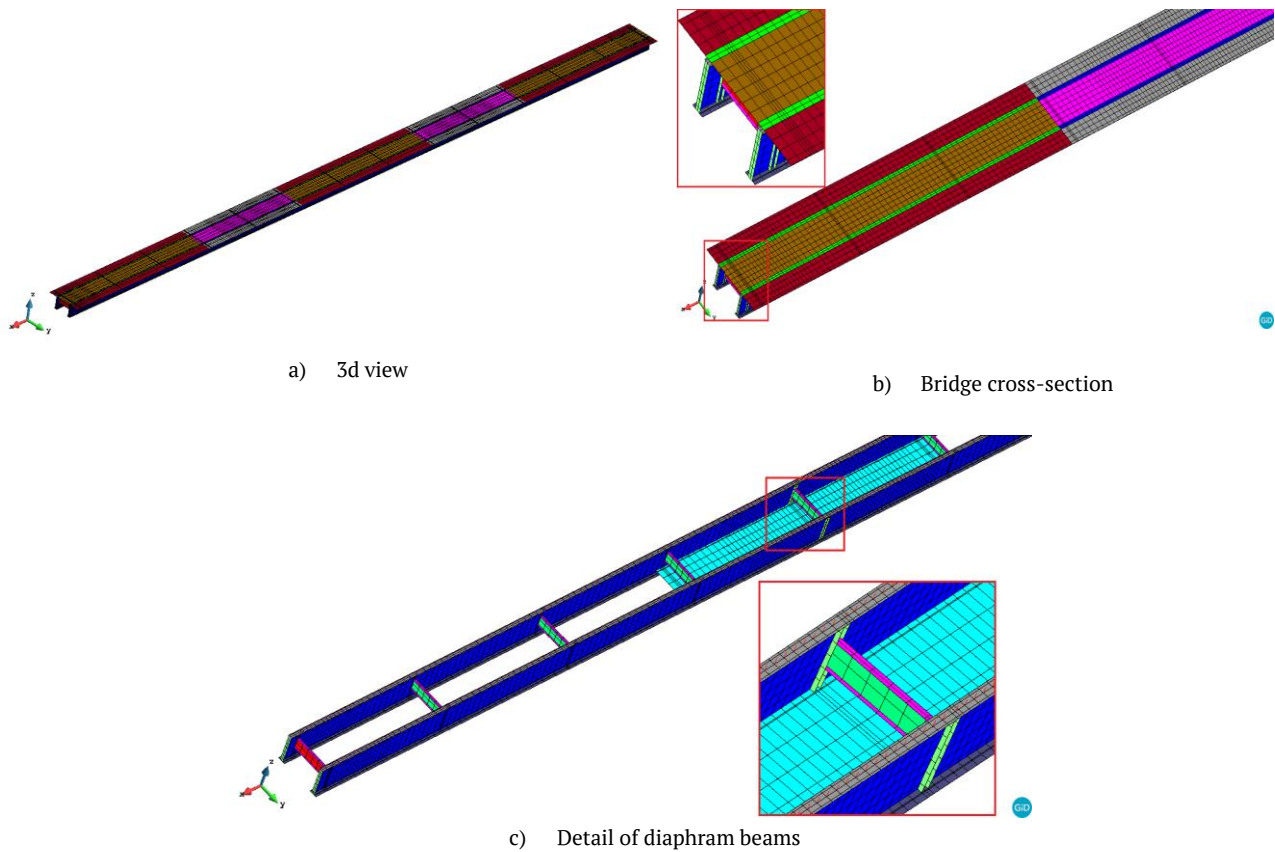 z
x
y
a) 3d view
x
y
GiD
b) Bridge cross-section
z
x
y
GiD
c) Detail of diaphram beams